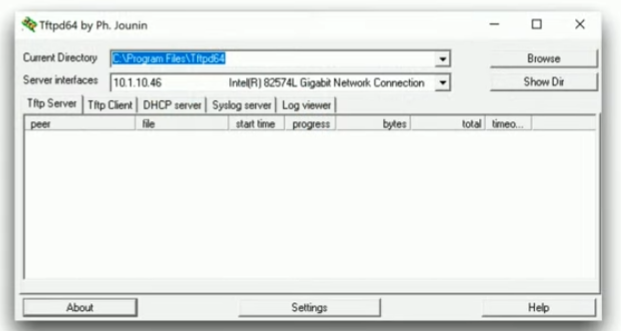 Tftpd64 by Ph. Jounin
Current Directory C:\Program Files\Tftpd64 Browse
Server interfaces 10.1.10.46 Intel(R) 82574L Gigabit Network Connection Show Dir
Tftp Server Tftp Client DHCP server Syslog server Log viewer
peer file start time progress bytes total timeo...
About Settings Help